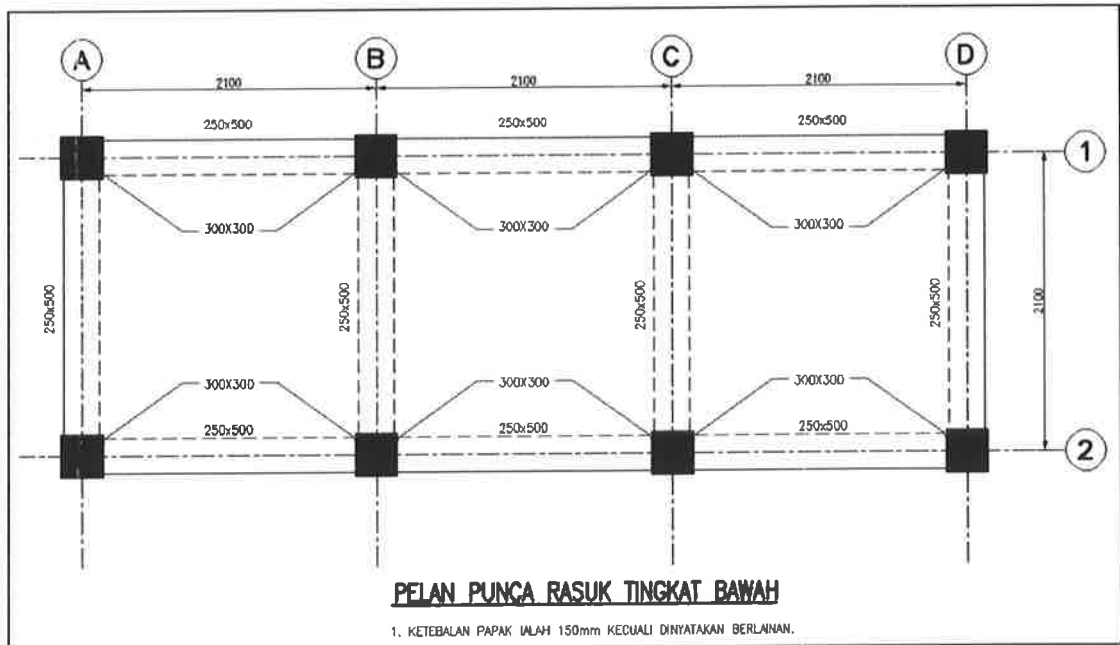 A B C D
2100 2100 2100
250x500 250x500 250x500
1
300X300 300X300 300X300
250x500 250x500 250x500 250x500
2100
300X300 300X300 300X300
250x500 250x500 250x500
2
PELAN PUNCA RASUK TINGKAT BAWAH
1. KETEBALAN PAPAK IALAH 150mm KECUALI DINYATAKAN BERLAINAN.